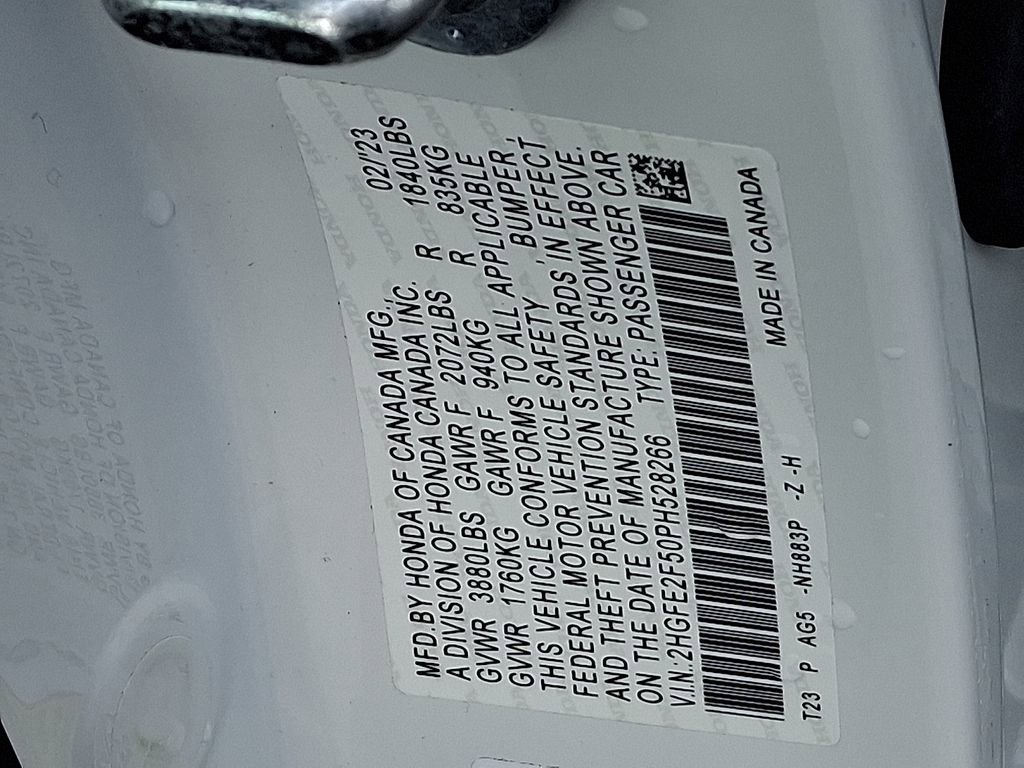 MFD.BY HONDA OF CANADA MFG.,
A DIVISION OF HONDA CANADA INC. 02/'23
GVWR 3880LBS GAWR F 2072LBS R 1840LBS
GVWR 1760KG GAWR F 940KG R 835KG
THIS VEHICLE CONFORMS TO ALL APPLICABLE
FEDERAL MOTOR VEHICLE SAFETY , BUMPER ,
AND THEFT PREVENTION STANDARDS IN EFFECT
ON THE DATE OF MANUFACTURE SHOWN ABOVE.
V.I.N.:2HGFE2F50PH528266 TYPE: PASSENGER CAR
T23 P AG5 -NH883P -Z -H MADE IN CANADA